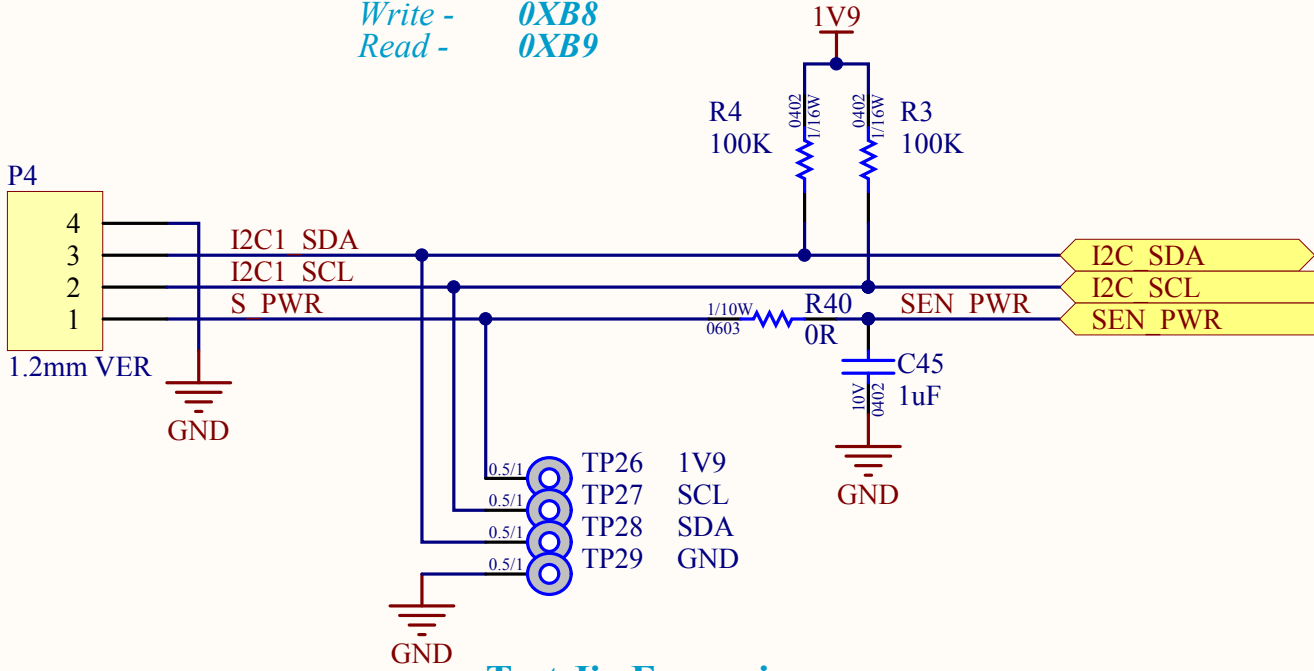 Write - 0XB8
Read - 0XB9
1V9
R4
100K
0402
1/16W
0402
1/16W
R3
100K
P4
4
3
2
1
1.2mm VER
GND
I2C1_SDA
I2C1_SCL
S_PWR
1/10W
0603
R40
0R
SEN_PWR
I2C_SDA
I2C_SCL
SEN_PWR
C45
1uF
10V
0402
GND
0.5/1 TP26 1V9
0.5/1 TP27 SCL
0.5/1 TP28 SDA
0.5/1 TP29 GND
GND